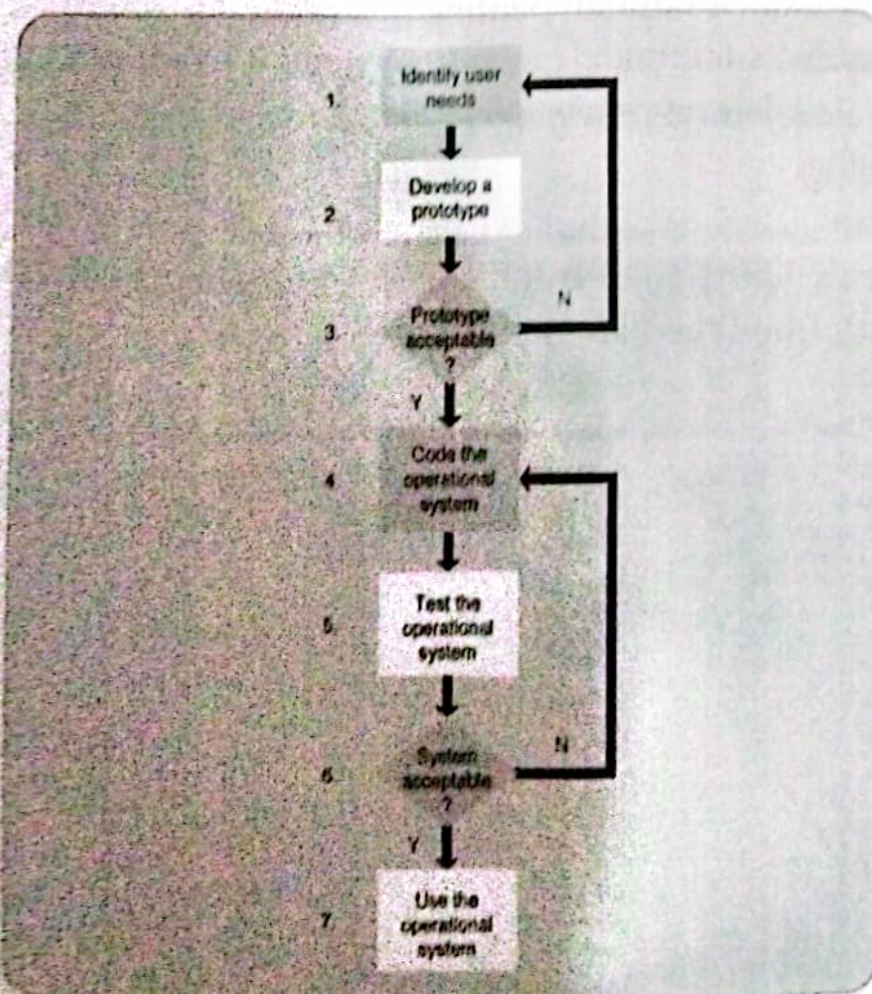 1.
Identify user
needs
2.
Develop a
prototype
3.
Prototype
acceptable
?
N
Y
4
Code the
operational
system
5.
Test the
operational
system
6.
System
acceptable
?
N
Y
7.
Use the
operational
system